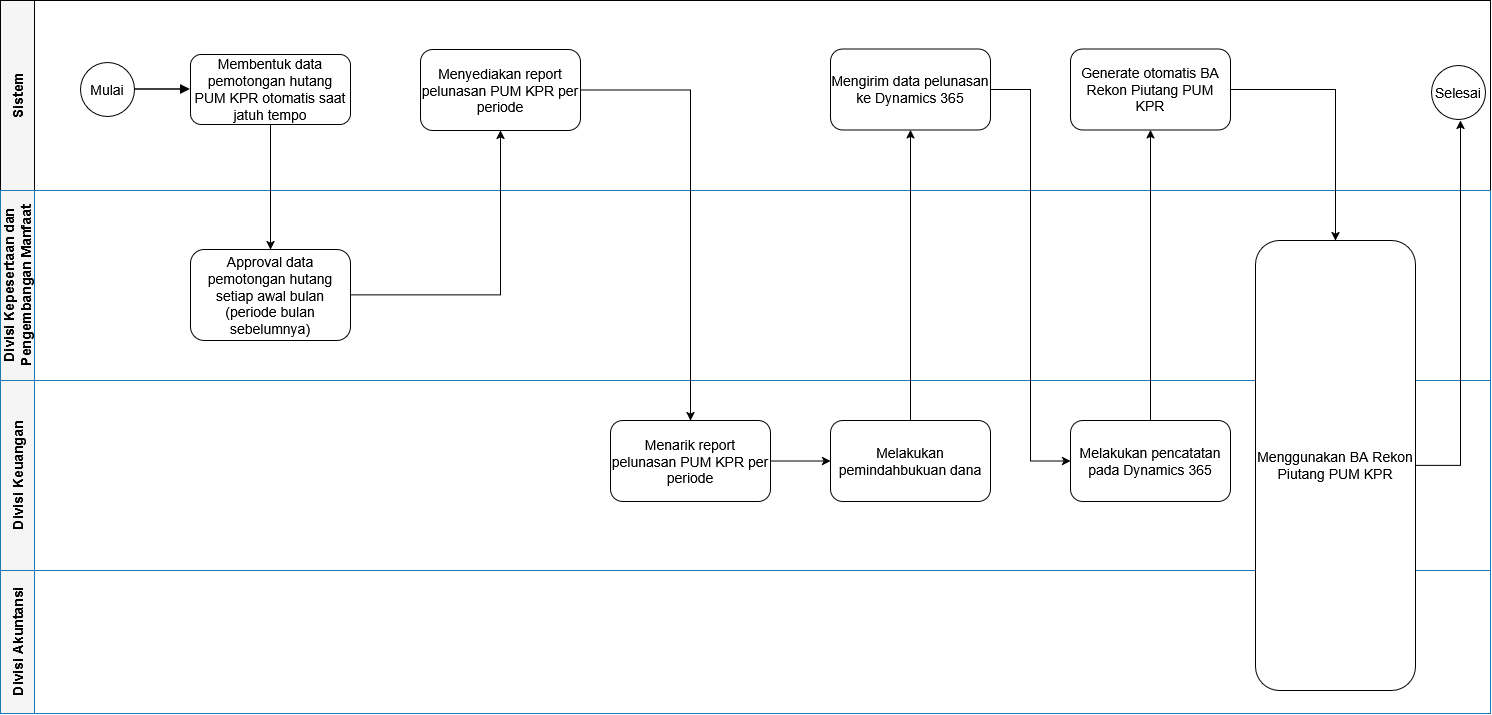 Sistem
Mulai
Membentuk data
pemotongan hutang
PUM KPR otomatis saat
jatuh tempo
Menyediakan report
pelunasan PUM KPR per
periode
Mengirim data pelunasan
ke Dynamics 365
Generate otomatis BA
Rekon Piutang PUM
KPR
Selesai
Divisi Kepesertaan dan
Pengembangan Manfaat
Approval data
pemotongan hutang
setiap awal bulan
(periode bulan
sebelumnya)
Divisi Keuangan
Menarik report
pelunasan PUM KPR per
periode
Melakukan
pemindahbukuan dana
Melakukan pencatatan
pada Dynamics 365
Menggunakan BA Rekon
Piutang PUM KPR
Divisi Akuntansi